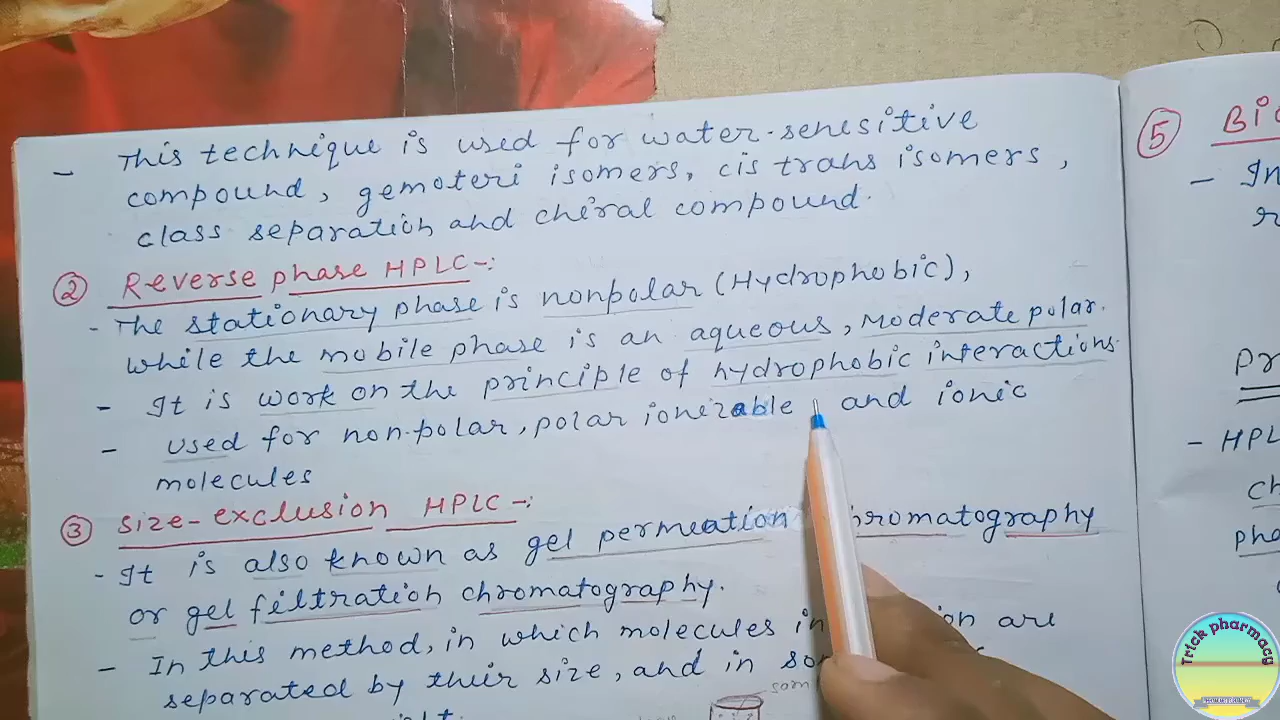 - This technique is used for water-senesitive
compound, gemoteri isomers, cis trans isomers,
class separation and chiral compound.
② Reverse phase HPLC-:
- The stationary phase is nonpolar (Hydrophobic),
while the mobile phase is an aqueous, Moderate polar.
- It is work on the principle of hydrophobic interactions.
- used for non-polar, polar ionizable and ionic
molecules
③ Size-exclusion HPLC-:
- It is also known as gel permeation chromatography
or gel filtration chromatography.
- In this method, in which molecules in are
separated by their size, and in
⑤
- In
- HPL
Trick pharmacy